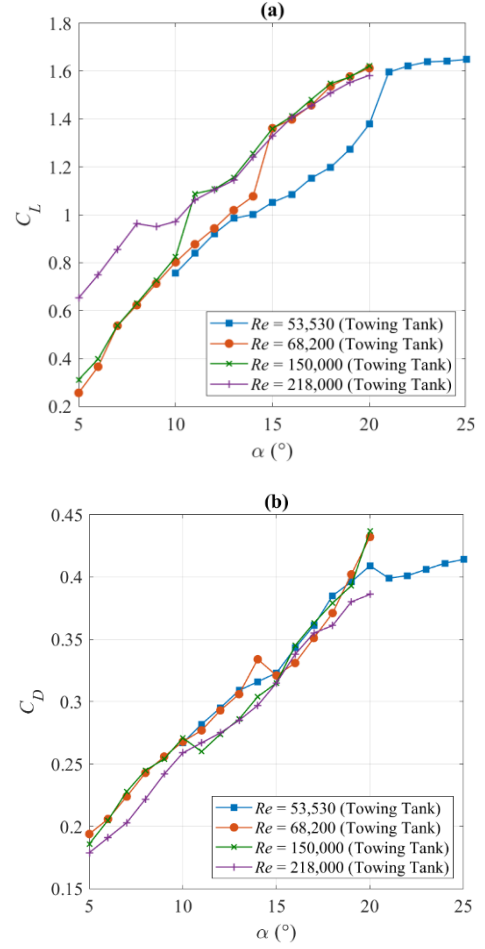 (a)
1.8
1.6
1.4
1.2
1
0.8
0.6
0.4
0.2
C_L
Re = 53,530 (Towing Tank)
Re = 68,200 (Towing Tank)
Re = 150,000 (Towing Tank)
Re = 218,000 (Towing Tank)
5 10 15 20 25
α (°)
(b)
0.45
0.4
0.35
0.3
0.25
0.2
0.15
C_D
Re = 53,530 (Towing Tank)
Re = 68,200 (Towing Tank)
Re = 150,000 (Towing Tank)
Re = 218,000 (Towing Tank)
5 10 15 20 25
α (°)